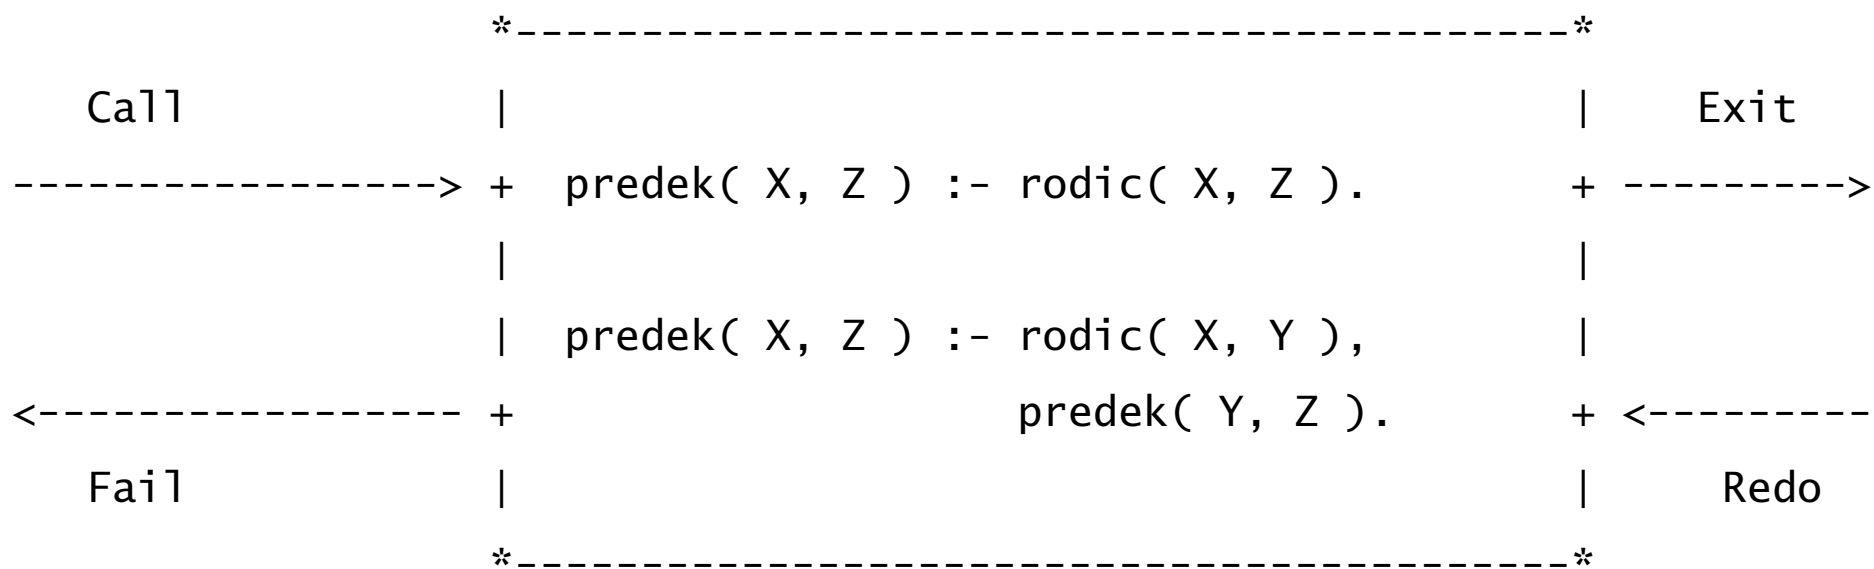 *------------------------------------------*
Call | | Exit
-----------------> + predek( X, Z ) :- rodic( X, Z ). + --------->
| |
| predek( X, Z ) :- rodic( X, Y ), |
<----------------- + predek( Y, Z ). + <---------
Fail | | Redo
*------------------------------------------*